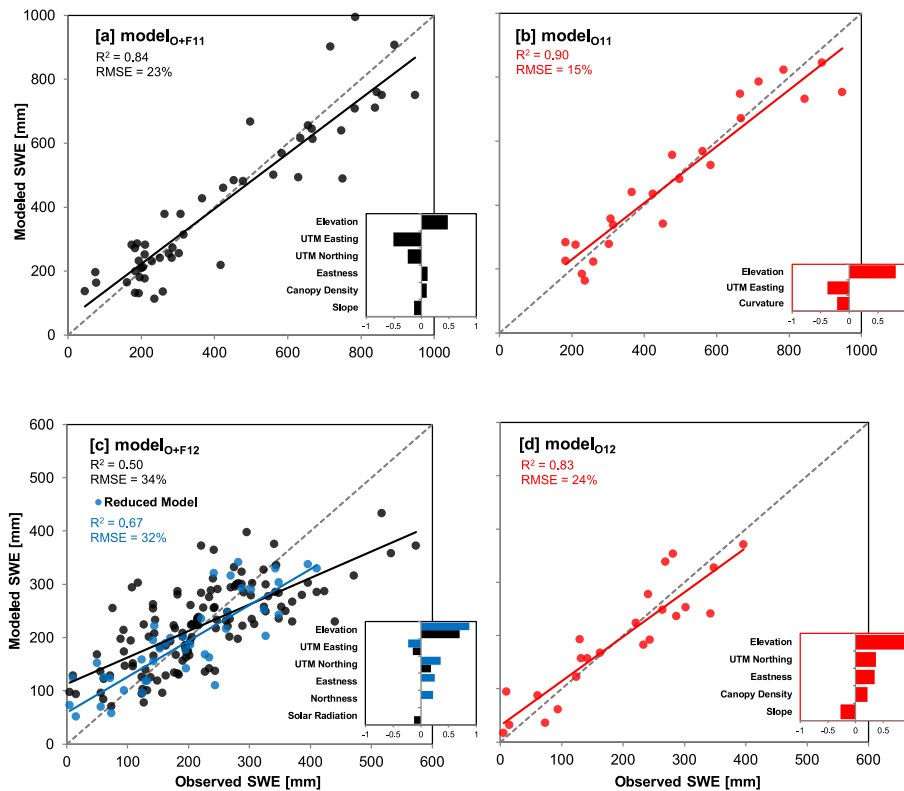 [a] modelO+F11
R2 = 0.84
RMSE = 23%
Modeled SWE [mm]
1000
800
600
400
200
0
0 200 400 600 800 1000
Elevation
UTM Easting
UTM Northing
Eastness
Canopy Density
Slope
-1 -0.5 0 0.5 1
[b] modelO11
R2 = 0.90
RMSE = 15%
0 200 400 600 800 1000
Elevation
UTM Easting
Curvature
-1 -0.5 0 0.5 1
[c] modelO+F12
R2 = 0.50
RMSE = 34%
Reduced Model
R2 = 0.67
RMSE = 32%
Modeled SWE [mm]
600
500
400
300
200
100
0
0 100 200 300 400 500 600
Observed SWE [mm]
Elevation
UTM Easting
UTM Northing
Eastness
Northness
Solar Radiation
-1 -0.5 0 0.5 1
[d] modelO12
R2 = 0.83
RMSE = 24%
0 100 200 300 400 500 600
Observed SWE [mm]
Elevation
UTM Northing
Eastness
Canopy Density
Slope
-1 -0.5 0 0.5 1